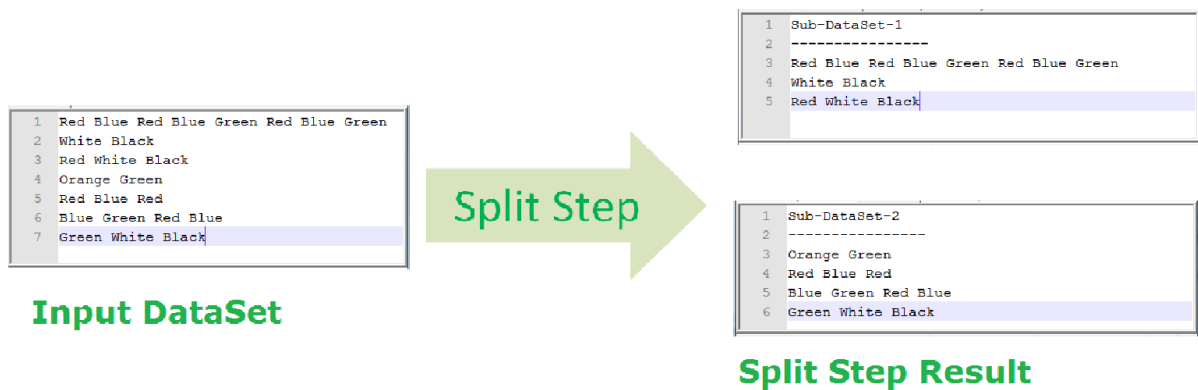 1 Red Blue Red Blue Green Red Blue Green
2 White Black
3 Red White Black
4 Orange Green
5 Red Blue Red
6 Blue Green Red Blue
7 Green White Black
Input DataSet
Split Step
1 Sub-DataSet-1
2 ----------------
3 Red Blue Red Blue Green Red Blue Green
4 White Black
5 Red White Black
1 Sub-DataSet-2
2 ----------------
3 Orange Green
4 Red Blue Red
5 Blue Green Red Blue
6 Green White Black
Split Step Result